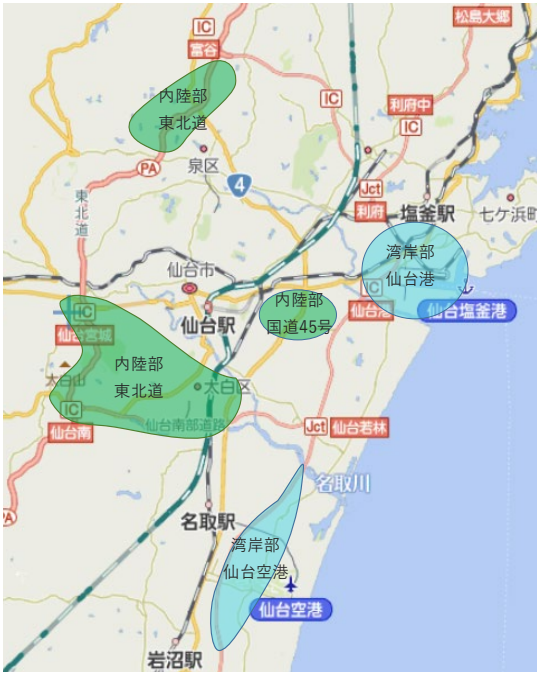 松島大郷
IC
富谷
内陸部
東北道
IC
利府中
IC
PA
泉区
4
Jct
利府
塩釜駅
七ケ浜町
東北道
湾岸部
仙台港
仙台市
IC
仙台港
仙台塩釜港
内陸部
国道45号
仙台駅
IC
仙台宮城
内陸部
東北道
太白山
太白区
IC
仙台南
仙台南部道路
Jct
仙台若林
名取川
PA
名取駅
湾岸部
仙台空港
仙台空港
岩沼駅